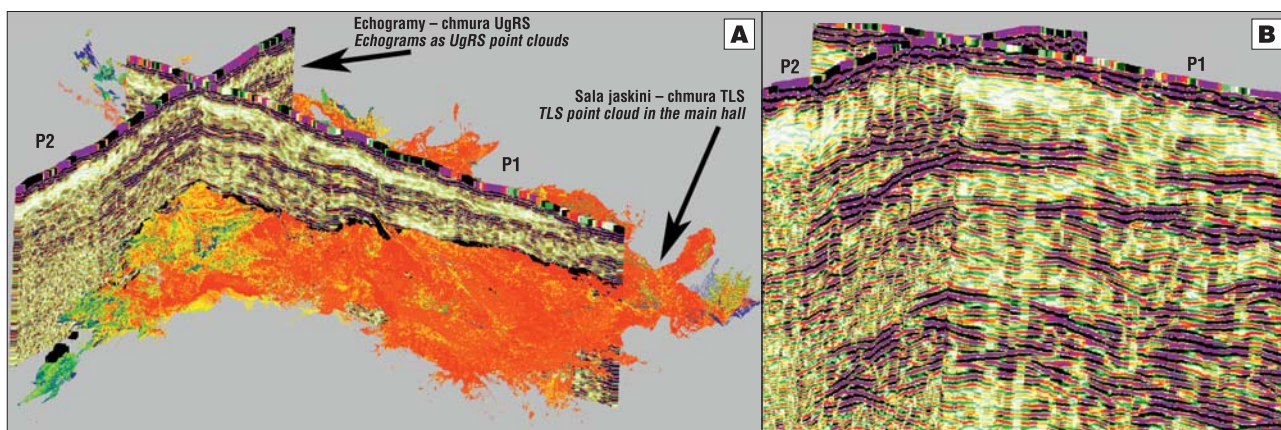 Echogramy – chmura UgRS
Echograms as UgRS point clouds
A
Sala jaskini – chmura TLS
TLS point cloud in the main hall
P2
P1
B
P2
P1